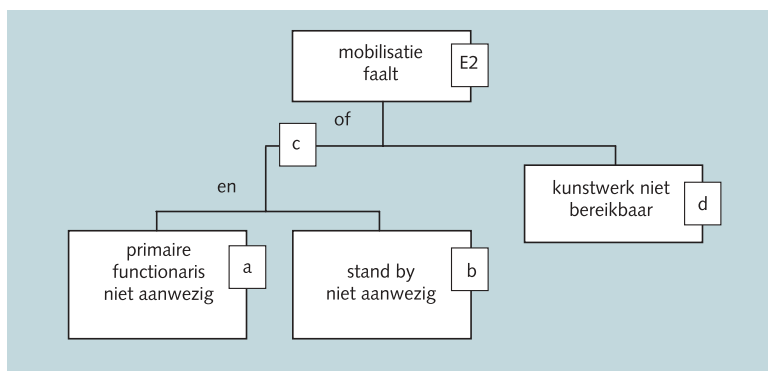 mobilisatie
faalt
E2
of
c
en
kunstwerk niet
bereikbaar
d
primaire
functionaris
niet aanwezig
a
stand by
niet aanwezig
b